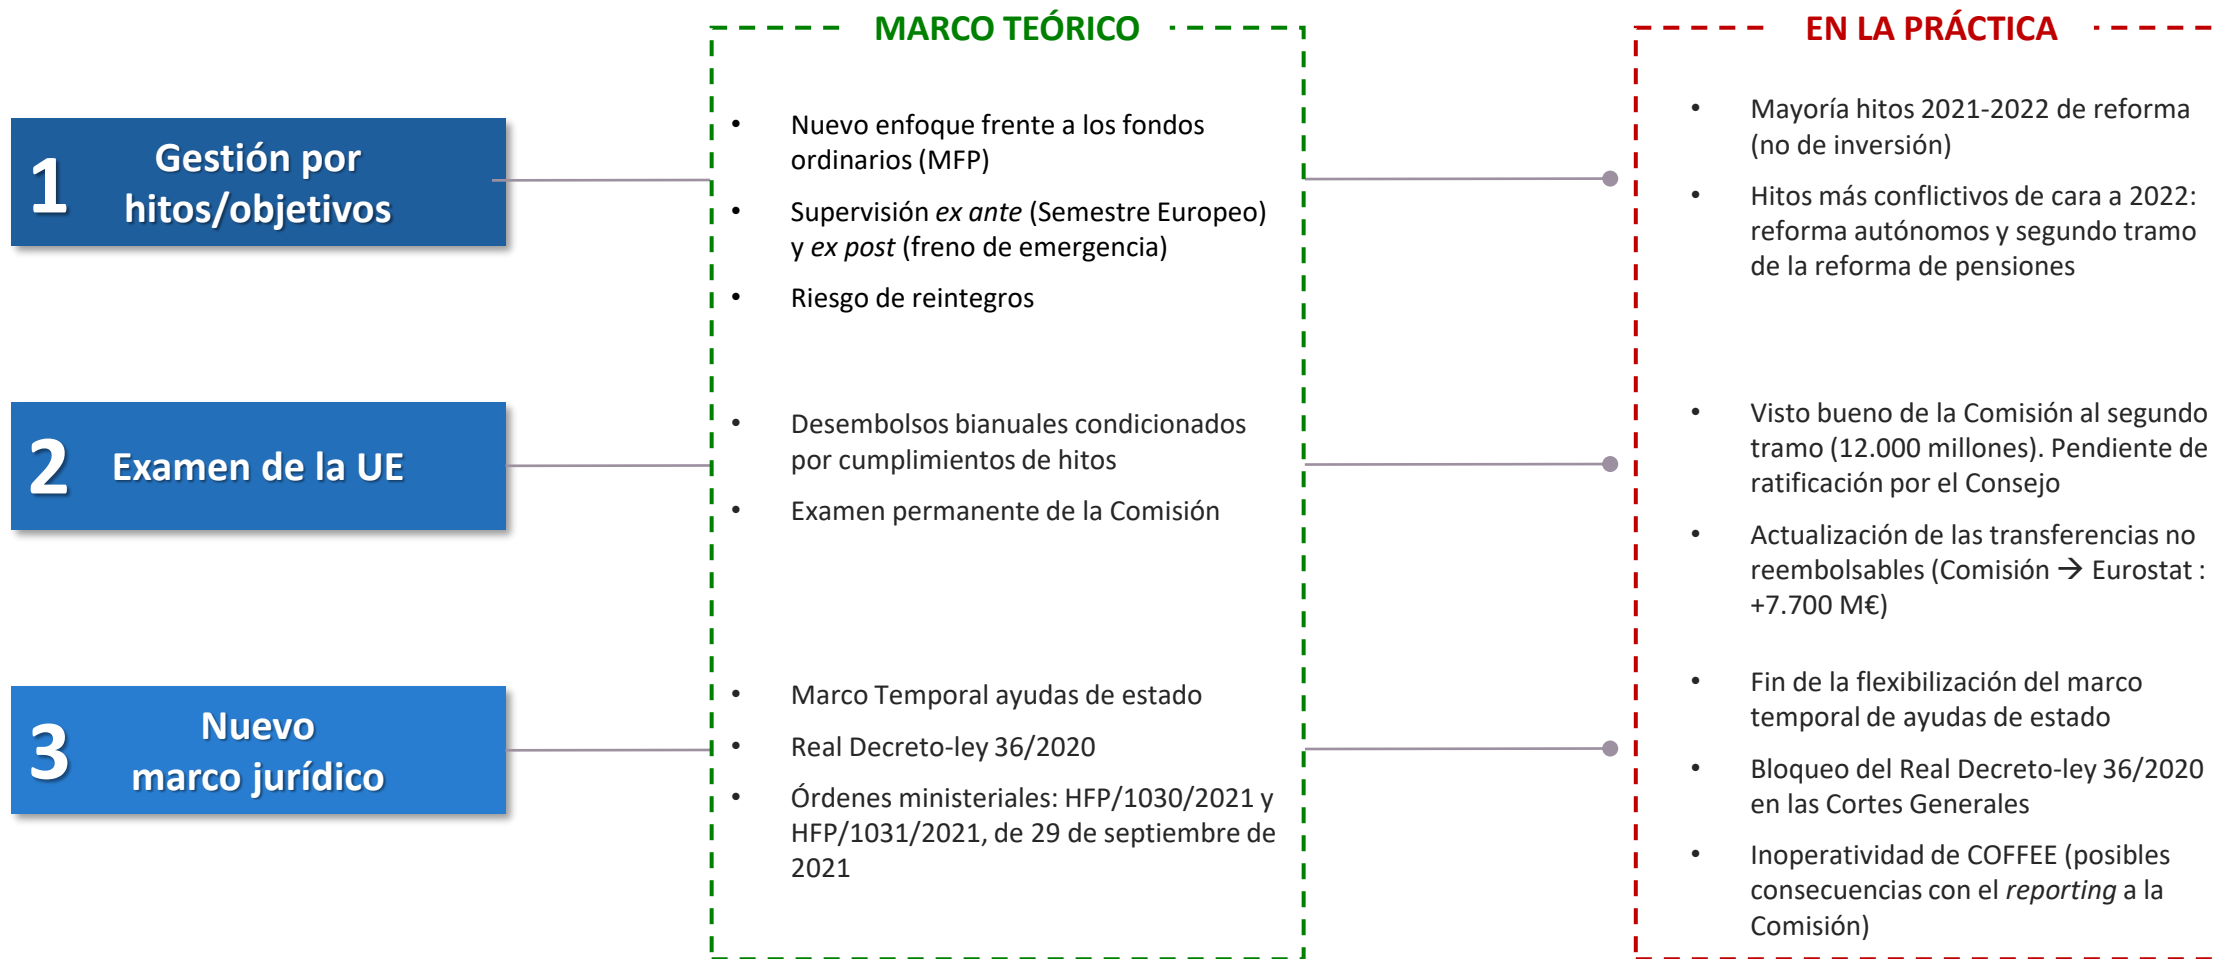 MARCO TEÓRICO
EN LA PRÁCTICA
1
Gestión por
hitos/objetivos
• Nuevo enfoque frente a los fondos
ordinarios (MFP)
• Supervisión ex ante (Semestre Europeo)
y ex post (freno de emergencia)
• Riesgo de reintegros
• Mayoría hitos 2021-2022 de reforma
(no de inversión)
• Hitos más conflictivos de cara a 2022:
reforma autónomos y segundo tramo
de la reforma de pensiones
2
Examen de la UE
• Desembolsos bianuales condicionados
por cumplimientos de hitos
• Examen permanente de la Comisión
• Visto bueno de la Comisión al segundo
tramo (12.000 millones). Pendiente de
ratificación por el Consejo
• Actualización de las transferencias no
reembolsables (Comisión → Eurostat :
+7.700 M€)
3
Nuevo
marco jurídico
• Marco Temporal ayudas de estado
• Real Decreto-ley 36/2020
• Órdenes ministeriales: HFP/1030/2021 y
HFP/1031/2021, de 29 de septiembre de
2021
• Fin de la flexibilización del marco
temporal de ayudas de estado
• Bloqueo del Real Decreto-ley 36/2020
en las Cortes Generales
• Inoperatividad de COFFEE (posibles
consecuencias con el reporting a la
Comisión)